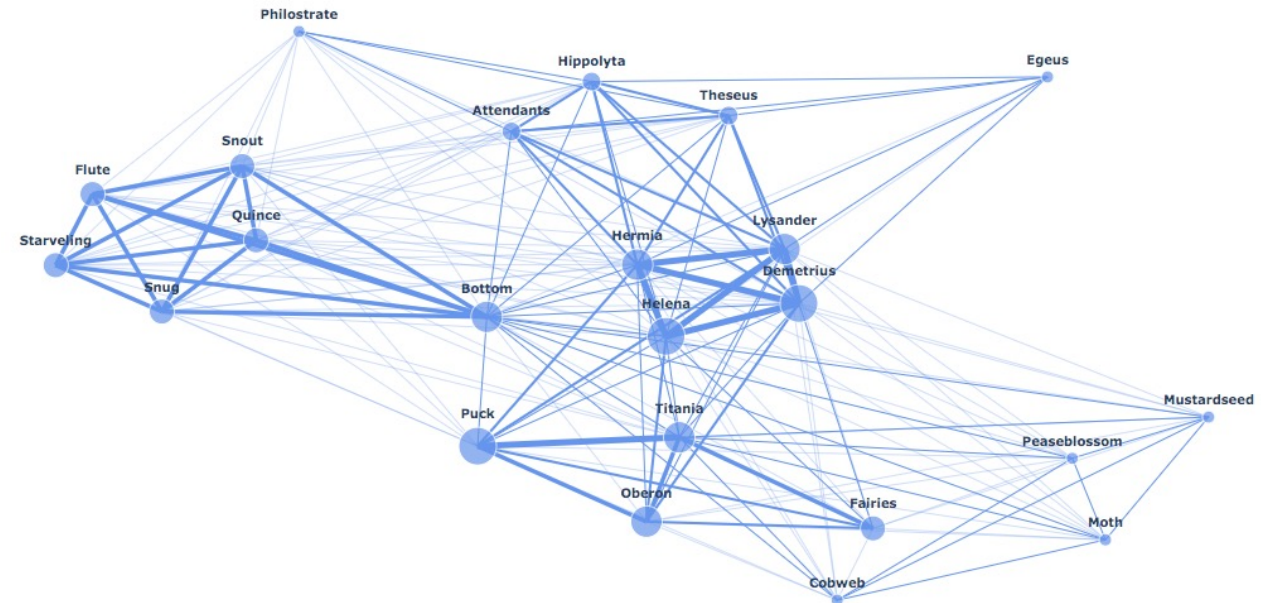 Philostrate
Hippolyta
Egeus
Theseus
Attendants
Snout
Flute
Quince
Lysander
Starveling
Hermia
Demetrius
Snug
Bottom
Helena
Mustardseed
Titania
Puck
Peaseblossom
Oberon
Fairies
Moth
Cobweb